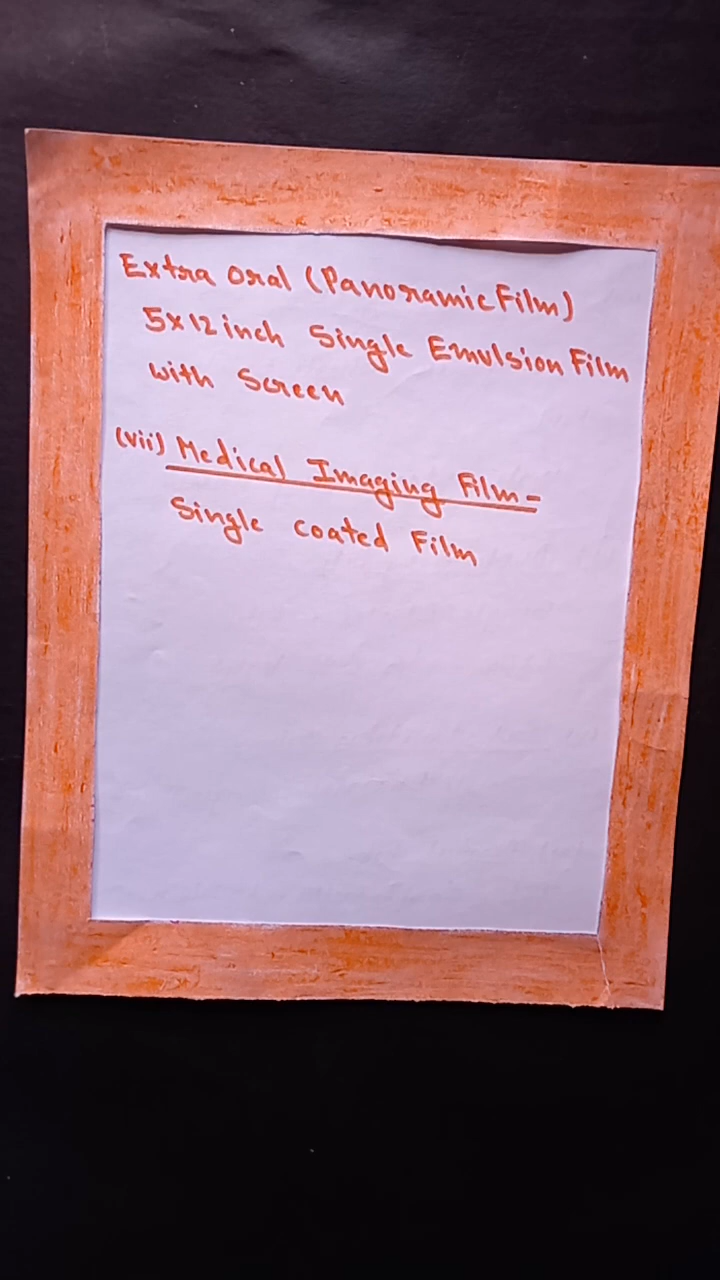 Extra Oral (Panoramic Film)
5x12 inch Single Emulsion Film
with Screen
(vii) Medical Imaging Film-
Single coated Film